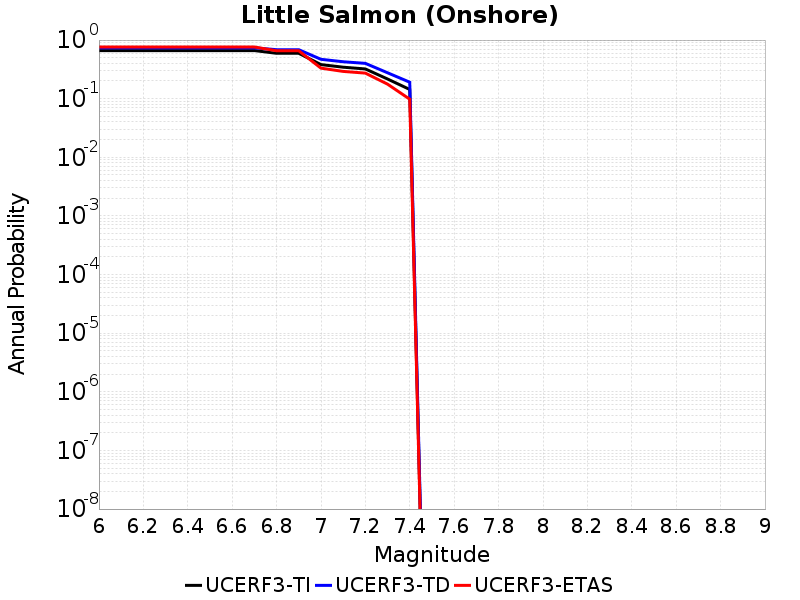 Little Salmon (Onshore)
10^0
10^-1
10^-2
10^-3
10^-4
10^-5
10^-6
10^-7
10^-8
Annual Probability
6 6.2 6.4 6.6 6.8 7 7.2 7.4 7.6 7.8 8 8.2 8.4 8.6 8.8 9
Magnitude
UCERF3-TI UCERF3-TD UCERF3-ETAS